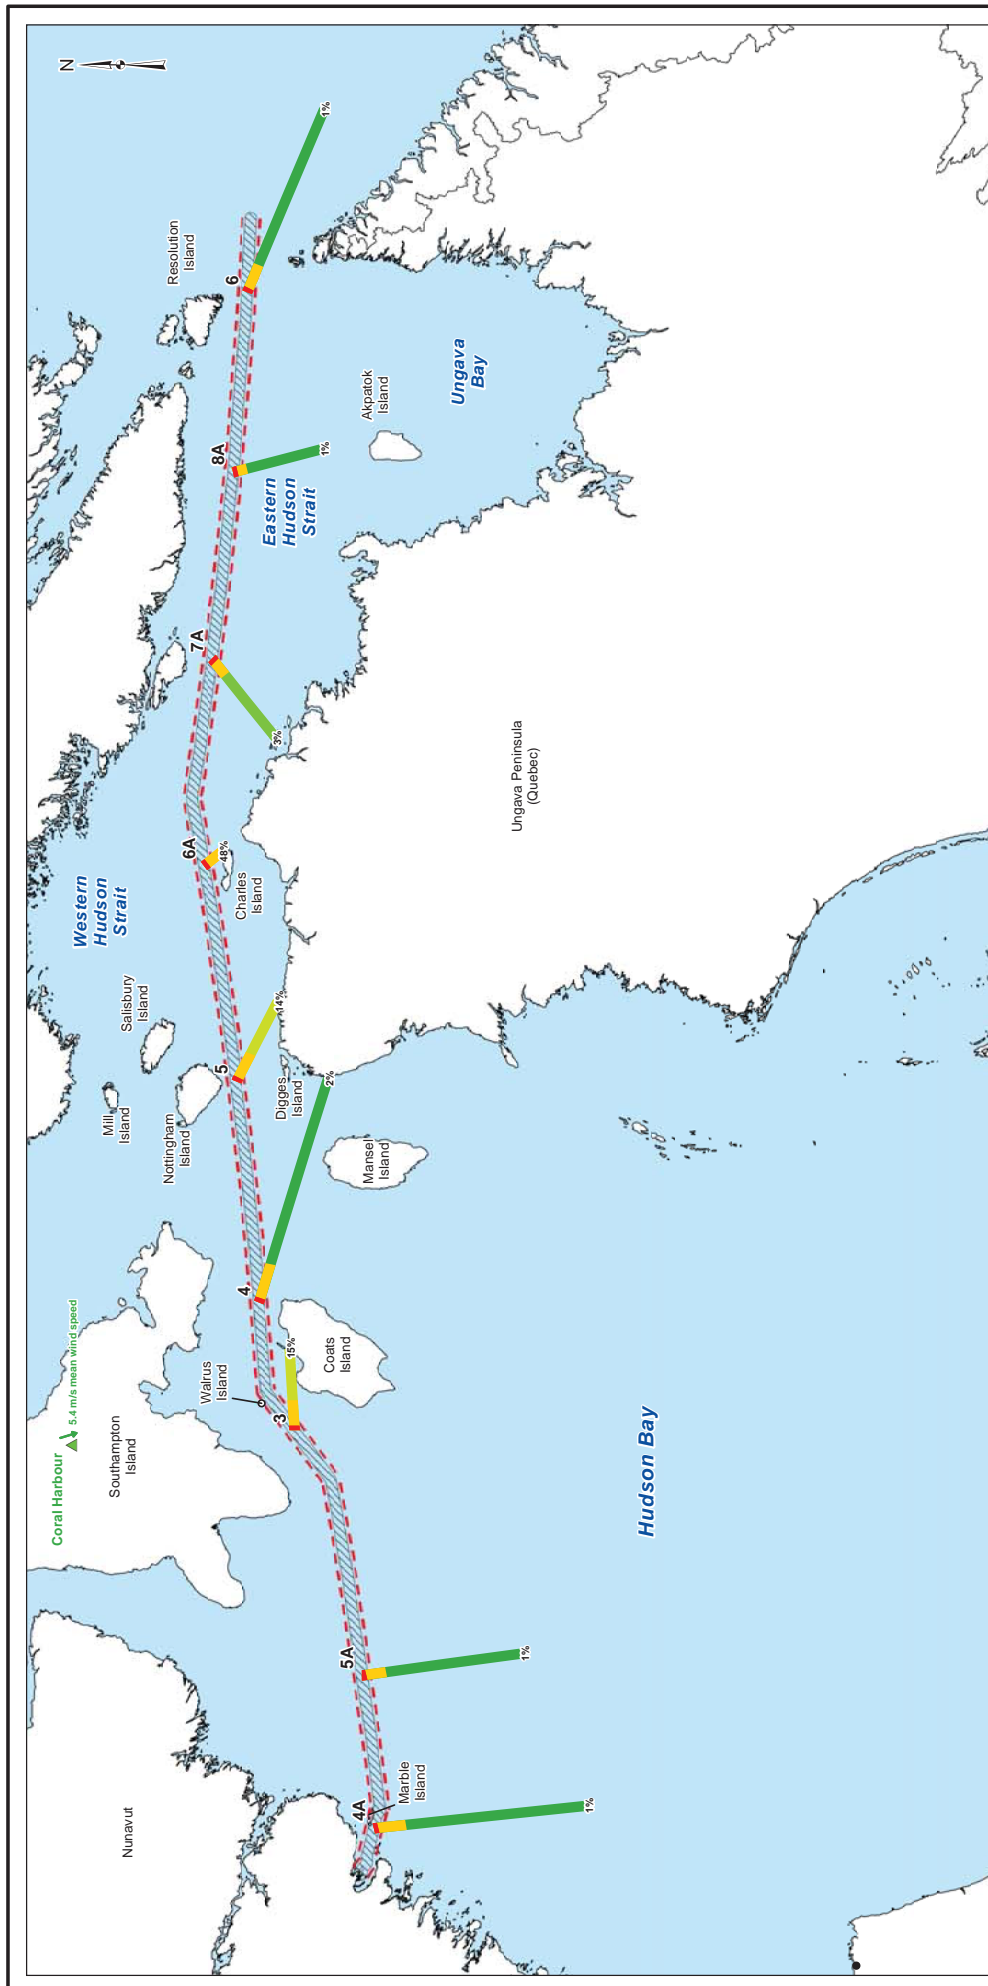 N
Resolution
Island
6
1%
8A
1%
Akpatok
Island
Ungava
Bay
Eastern
Hudson
Strait
7A
3%
Ungava Peninsula
(Quebec)
6A
48%
Charles
Island
Western
Hudson
Strait
Salisbury
Island
Mill
Island
Nottingham
Island
5
14%
Digges
Island
2%
Mansel
Island
4
Coral Harbour
5.4 m/s mean wind speed
Southampton
Island
Walrus
Island
3
15%
Coats
Island
Hudson Bay
5A
1%
4A
Marble
Island
1%
Nunavut